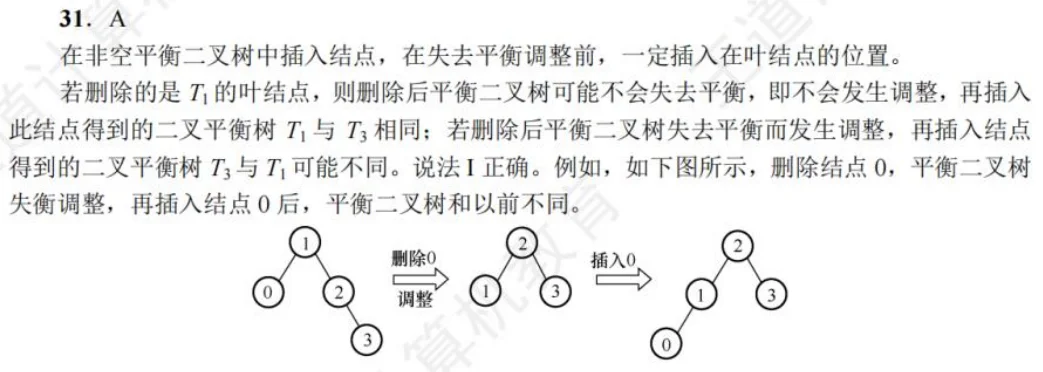 31. A
在非空平衡二叉树中插入结点，在失去平衡调整前，一定插入在叶结点的位置。
若删除的是 T₁ 的叶结点，则删除后平衡二叉树可能不会失去平衡，即不会发生调整，再插入
此结点得到的二叉平衡树 T₁ 与 T₃ 相同；若删除后平衡二叉树失去平衡而发生调整，再插入结点
得到的二叉平衡树 T₃ 与 T₁ 可能不同。说法 I 正确。例如，如下图所示，删除结点 0，平衡二叉树
失衡调整，再插入结点 0 后，平衡二叉树和以前不同。
1
0
2
3
删除0
调整
2
1
3
插入0
2
1
3
0